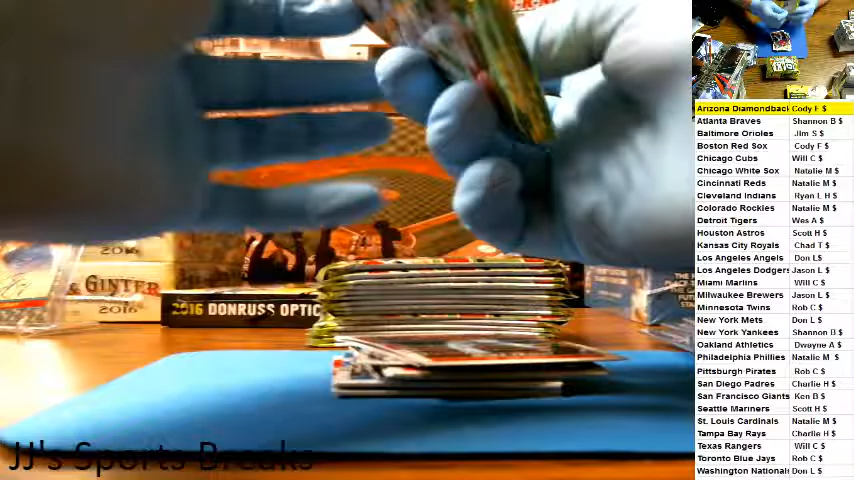 2016
& GINTER
2016
2016 DONRUSS OPTIC
JJ's Sports Breaks
Arizona Diamondback Cody F $
Atlanta Braves Shannon B $
Baltimore Orioles Jim S $
Boston Red Sox Cody F $
Chicago Cubs Will C $
Chicago White Sox Natalie M $
Cincinnati Reds Natalie M $
Cleveland Indians Ryan L H $
Colorado Rockies Natalie M $
Detroit Tigers Wes A $
Houston Astros Scott H $
Kansas City Royals Chad T $
Los Angeles Angels Don L$
Los Angeles Dodgers Jason L $
Miami Marlins Will C $
Milwaukee Brewers Jason L $
Minnesota Twins Rob C $
New York Mets Don L $
New York Yankees Shannon B $
Oakland Athletics Dwayne A $
Philadelphia Phillies Natalie M $
Pittsburgh Pirates Rob C $
San Diego Padres Charlie H $
San Francisco Giants Ken B $
Seattle Mariners Scott H $
St. Louis Cardinals Natalie M $
Tampa Bay Rays Charlie H $
Texas Rangers Will C $
Toronto Blue Jays Rob C $
Washington Nationals Don L $